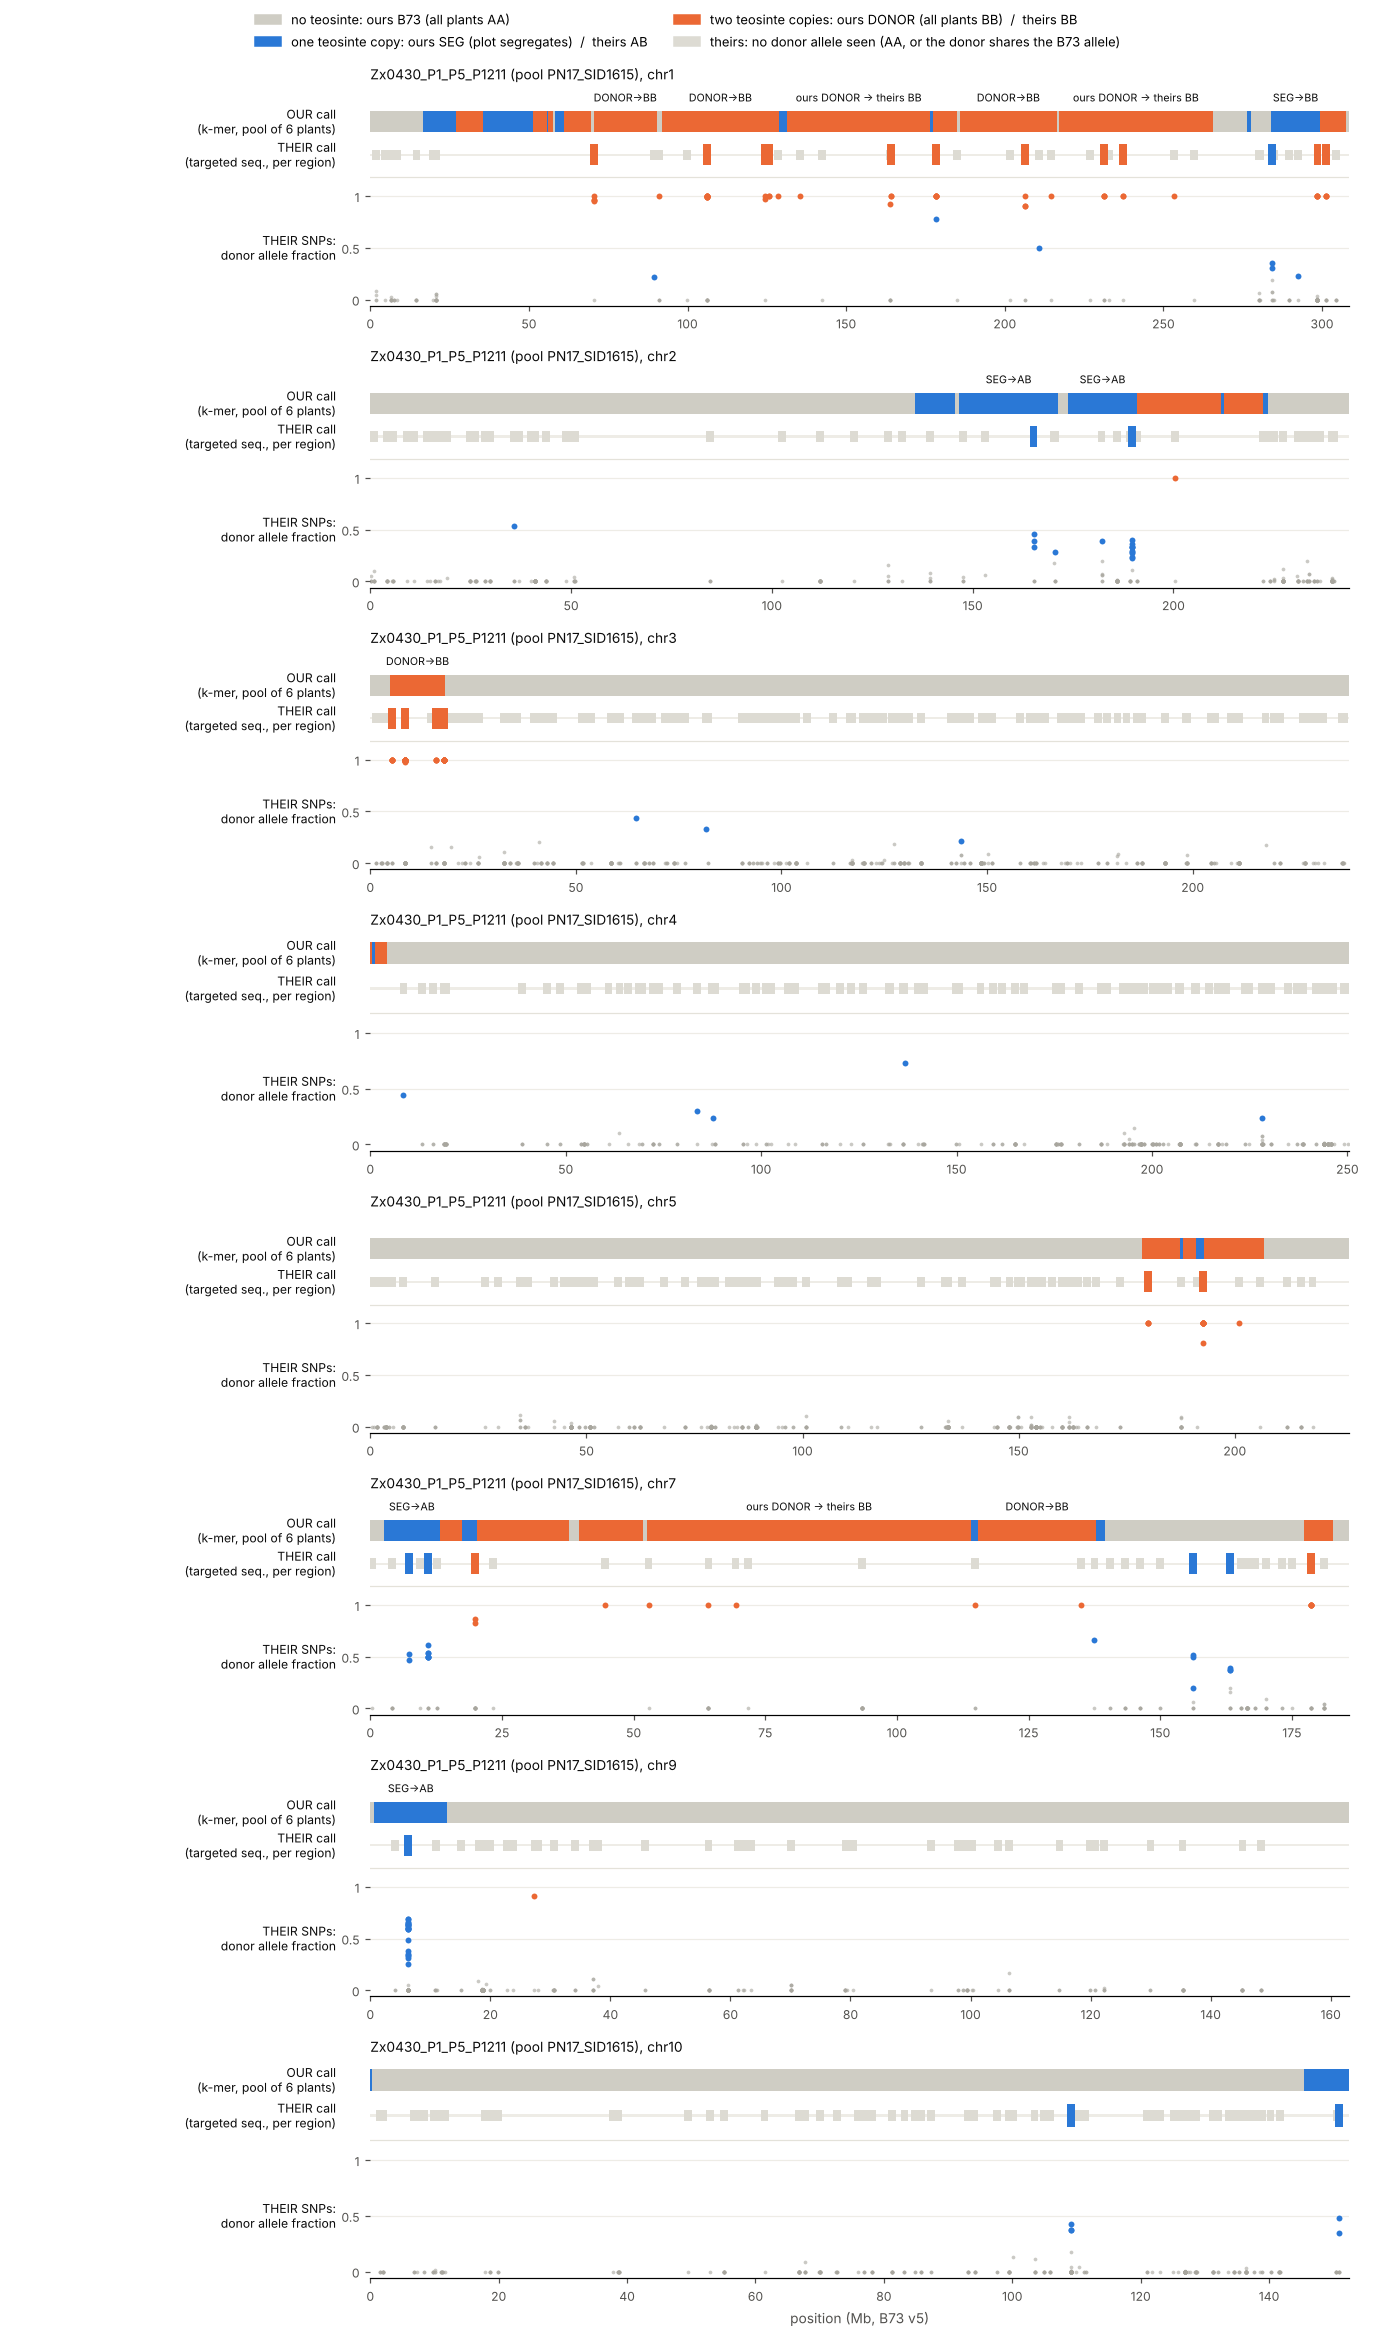 no teosinte: ours B73 (all plants AA)
two teosinte copies: ours DONOR (all plants BB)  /  theirs BB
one teosinte copy: ours SEG (plot segregates)  /  theirs AB
theirs: no donor allele seen (AA, or the donor shares the B73 allele)
Zx0430_P1_P5_P1211 (pool PN17_SID1615), chr1
DONOR→BB DONOR→BB ours DONOR → theirs BB DONOR→BB ours DONOR → theirs BB SEG→BB
OUR call
(k-mer, pool of 6 plants)
THEIR call
(targeted seq., per region)
1
THEIR SNPs:
donor allele fraction
0.5
0
0 50 100 150 200 250 300
Zx0430_P1_P5_P1211 (pool PN17_SID1615), chr2
SEG→AB SEG→AB
OUR call
(k-mer, pool of 6 plants)
THEIR call
(targeted seq., per region)
1
THEIR SNPs:
donor allele fraction
0.5
0
0 50 100 150 200
Zx0430_P1_P5_P1211 (pool PN17_SID1615), chr3
DONOR→BB
OUR call
(k-mer, pool of 6 plants)
THEIR call
(targeted seq., per region)
1
THEIR SNPs:
donor allele fraction
0.5
0
0 50 100 150 200
Zx0430_P1_P5_P1211 (pool PN17_SID1615), chr4
OUR call
(k-mer, pool of 6 plants)
THEIR call
(targeted seq., per region)
1
THEIR SNPs:
donor allele fraction
0.5
0
0 50 100 150 200 250
Zx0430_P1_P5_P1211 (pool PN17_SID1615), chr5
OUR call
(k-mer, pool of 6 plants)
THEIR call
(targeted seq., per region)
1
THEIR SNPs:
donor allele fraction
0.5
0
0 50 100 150 200
Zx0430_P1_P5_P1211 (pool PN17_SID1615), chr7
SEG→AB ours DONOR → theirs BB DONOR→BB
OUR call
(k-mer, pool of 6 plants)
THEIR call
(targeted seq., per region)
1
THEIR SNPs:
donor allele fraction
0.5
0
0 25 50 75 100 125 150 175
Zx0430_P1_P5_P1211 (pool PN17_SID1615), chr9
SEG→AB
OUR call
(k-mer, pool of 6 plants)
THEIR call
(targeted seq., per region)
1
THEIR SNPs:
donor allele fraction
0.5
0
0 20 40 60 80 100 120 140 160
Zx0430_P1_P5_P1211 (pool PN17_SID1615), chr10
OUR call
(k-mer, pool of 6 plants)
THEIR call
(targeted seq., per region)
1
THEIR SNPs:
donor allele fraction
0.5
0
0 20 40 60 80 100 120 140
position (Mb, B73 v5)